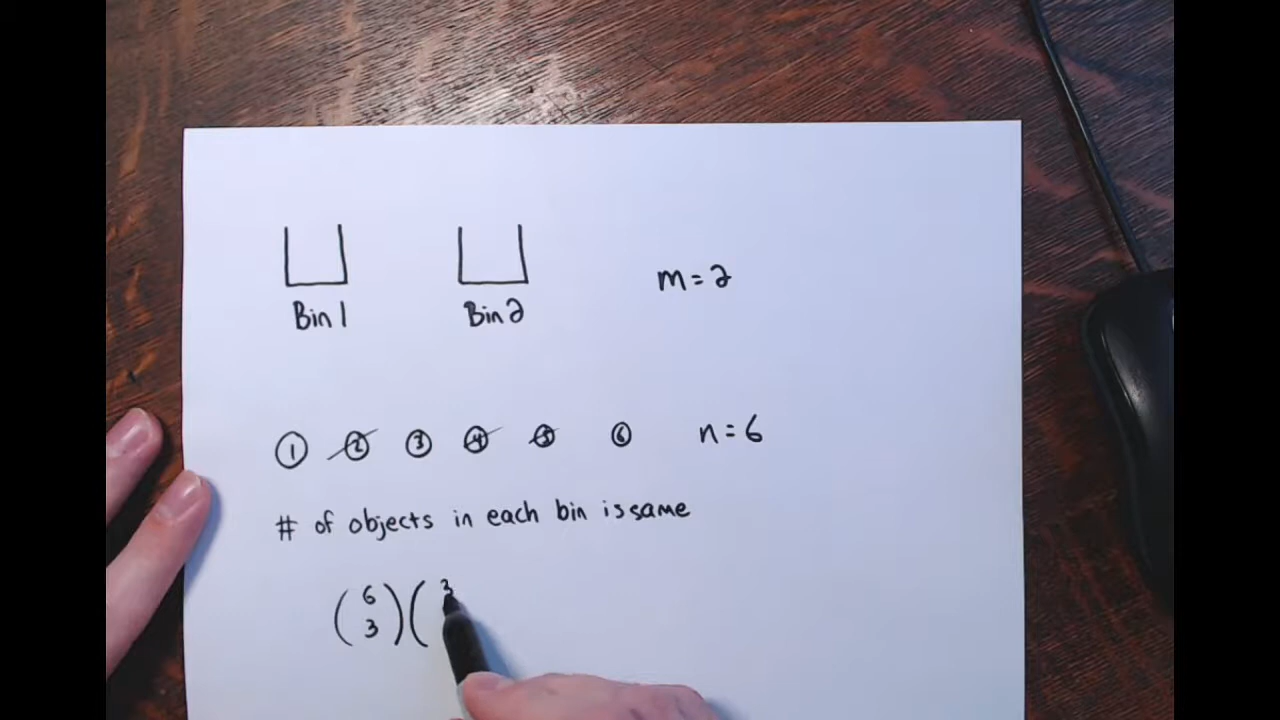 Bin 1 Bin 2 m = 2
1 2 3 4 5 6 n = 6
# of objects in each bin is same
(6 3)(3